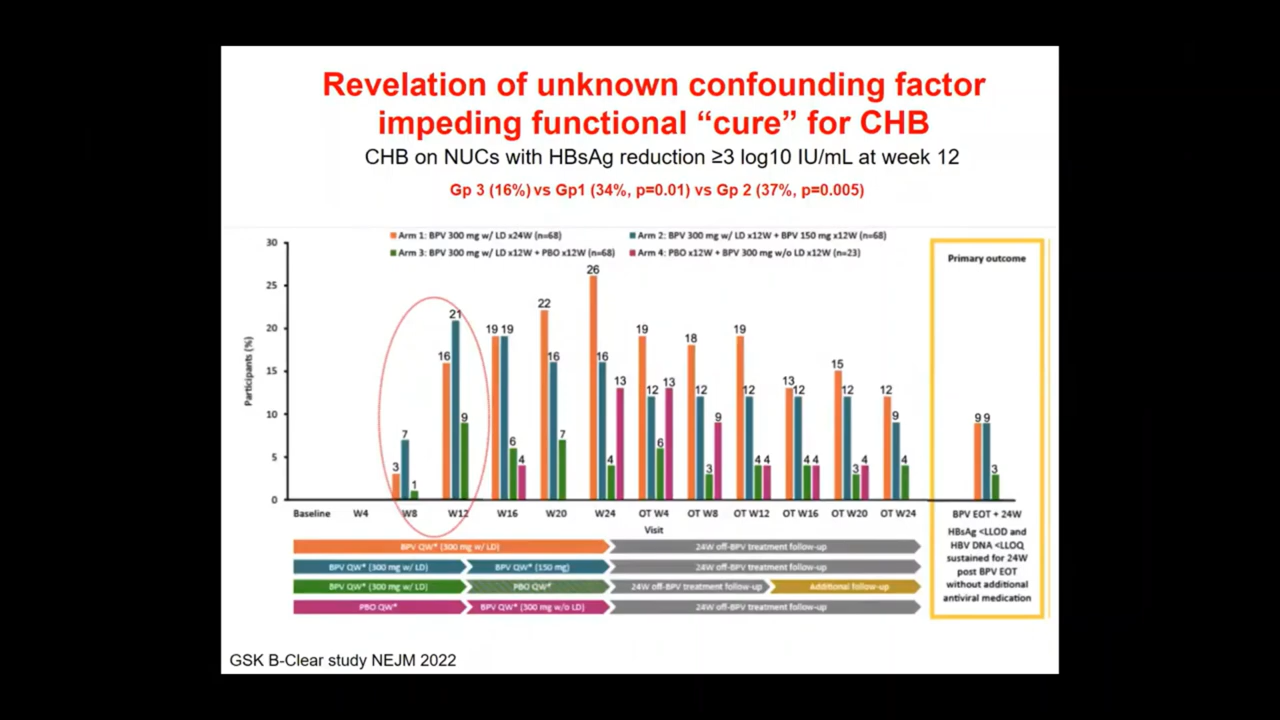 Revelation of unknown confounding factor
impeding functional “cure” for CHB
CHB on NUCs with HBsAg reduction ≥3 log10 IU/mL at week 12
Gp 3 (16%) vs Gp1 (34%, p=0.01) vs Gp 2 (37%, p=0.005)
Arm 1: BPV 300 mg w/ LD x24W (n=68)
Arm 2: BPV 300 mg w/ LD x12W + BPV 150 mg x12W (n=68)
Arm 3: BPV 300 mg w/ LD x12W + PBO x12W (n=68)
Arm 4: PBO x12W + BPV 300 mg w/o LD x12W (n=23)
Participants (%)
30
25
20
15
10
5
0
3 7 1
16 21 9
19 19 6 4
22 16 7
26 16 4 13
19 12 6 13
18 12 3 9
19 12 4 4
13 12 4 4
15 12 3 4
12 9 4
Baseline W4 W8 W12 W16 W20 W24 OT W4 OT W8 OT W12 OT W16 OT W20 OT W24
Visit
BPV QW* (300 mg w/ LD) 24W off-BPV treatment follow-up
BPV QW* (300 mg w/ LD) BPV QW* (150 mg) 24W off-BPV treatment follow-up
BPV QW* (300 mg w/ LD) PBO QW* 24W off-BPV treatment follow-up Additional follow-up
PBO QW* BPV QW* (300 mg w/o LD) 24W off-BPV treatment follow-up
Primary outcome
9 9 3
BPV EOT + 24W
HBsAg <LLOD and
HBV DNA <LLOQ
sustained for 24W
post BPV EOT
without additional
antiviral medication
GSK B-Clear study NEJM 2022